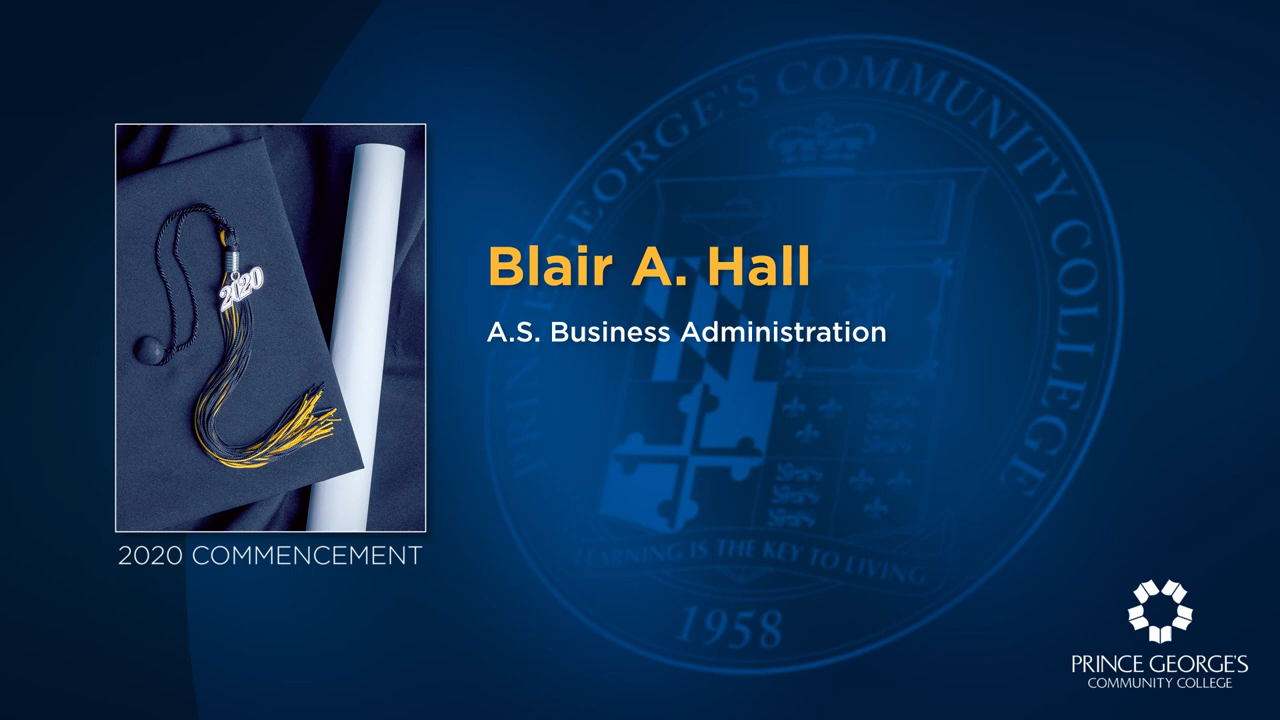 PRINCE GEORGE'S COMMUNITY COLLEGE
2020
Blair A. Hall
A.S. Business Administration
2020 COMMENCEMENT
LEARNING IS THE KEY TO LIVING
1958
PRINCE GEORGE'S
COMMUNITY COLLEGE